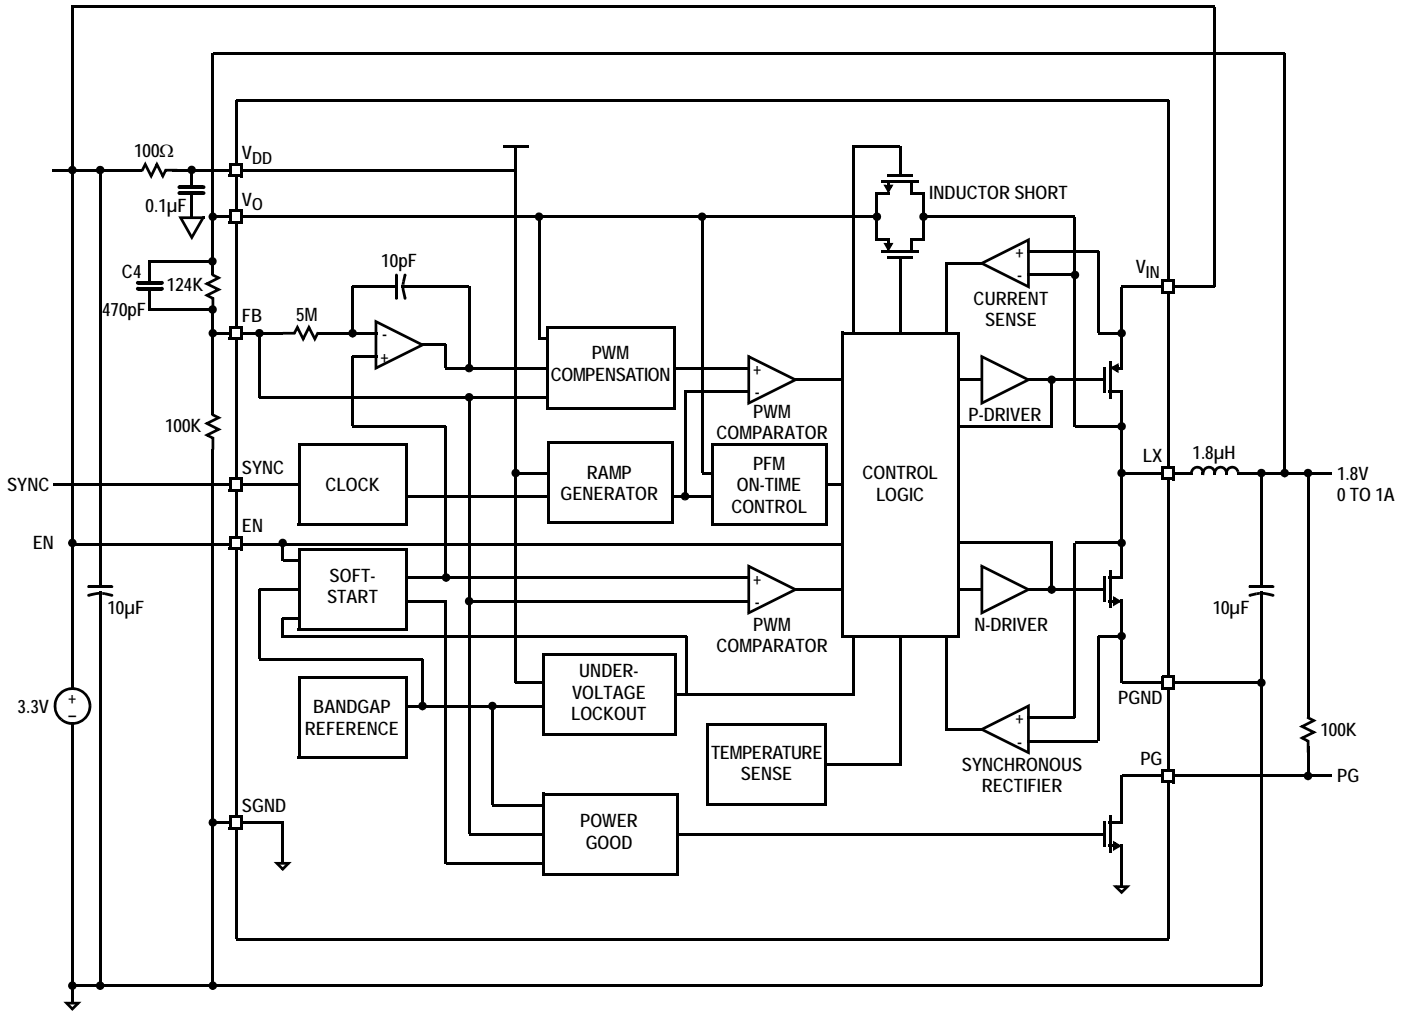 100Ω
VDD
0.1µF
VO
INDUCTOR SHORT
C4
124K
470pF
10pF
+
-
CURRENT
SENSE
VIN
FB
5M
-
+
PWM
COMPENSATION
+
-
PWM
COMPARATOR
P-DRIVER
100K
SYNC
SYNC
CLOCK
RAMP
GENERATOR
PFM
ON-TIME
CONTROL
CONTROL
LOGIC
LX
1.8µH
1.8V
0 TO 1A
EN
EN
SOFT-
START
+
-
PWM
COMPARATOR
N-DRIVER
10µF
10µF
UNDER-
VOLTAGE
LOCKOUT
PGND
3.3V
+
–
BANDGAP
REFERENCE
+
-
SYNCHRONOUS
RECTIFIER
100K
TEMPERATURE
SENSE
PG
PG
SGND
POWER
GOOD